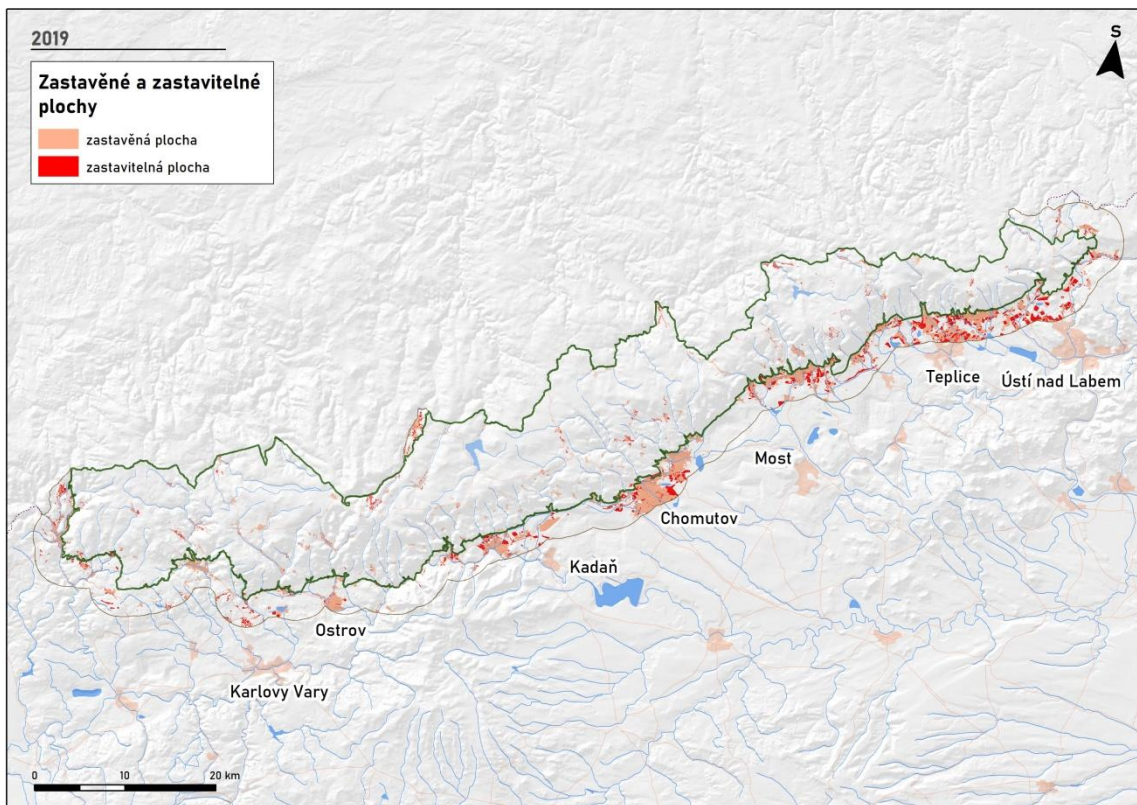 2019
S
Zastavěné a zastavitelné
plochy
zastavěná plocha
zastavitelná plocha
Teplice
Ústí nad Labem
Most
Chomutov
Kadaň
Ostrov
Karlovy Vary
0 10 20 km